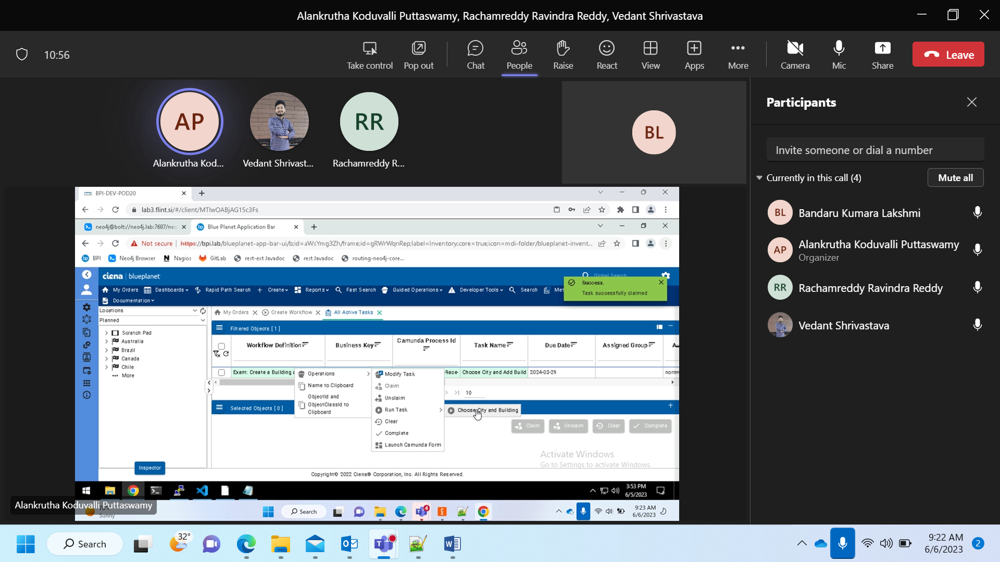 Alankrutha Koduvalli Puttaswamy, Rachamreddy Ravindra Reddy, Vedant Shrivastava
10:56
Take control
Pop out
Chat
People
Raise
React
View
Apps
More
Camera
Mic
Share
Leave
AP
RR
BL
Alankrutha Kod...
Vedant Shrivast...
Rachamreddy R...
Participants
Invite someone or dial a number
Currently in this call (4)
Mute all
BL
Bandaru Kumara Lakshmi
AP
Alankrutha Koduvalli Puttaswamy
Organizer
RR
Rachamreddy Ravindra Reddy
Vedant Shrivastava
BPI-DEV-POD20
lab3.flint.si/#/client/MTIwOABjAG15c3Fs
neo4j@bolt://neo4j.lab:7687/neo
bp Blue Planet Application Bar
Not secure
https://bpi.lab/blueplanet-app-bar-ui/b;id=aWsYmg3Zh/frame;id=gRWrWqnRep;label=Inventory;core=true;icon=mdi-folder/blueplanet-invent...
bp BPI
Neo4j Browser
N Nagios
GitLab
rest-ext Javadoc
rest Javadoc
routing-neo4j-core...
ciena | blueplanet
Global Search
My Orders
Dashboards
Rapid Path Search
Create
Reports
Fast Search
Guided Operations
Developer Tools
Search
Met
Documentation
Success.
Task successfully claimed
Locations
Planned
Scratch Pad
Australia
Brazil
Canada
Chile
More
My Orders
Create Workflow
All Active Tasks
Filtered Objects [ 1 ]
Workflow Definition
Business Key
Camunda Process Id
Task Name
Due Date
Assigned Group
A
Exam: Create a Building a
-9ace-
Choose City and Add Build
2024-03-29
norm
10
Operations
Name to Clipboard
ObjectId and
ObjectClassId to
Clipboard
Modify Task
Claim
Unclaim
Run Task
Clear
Complete
Launch Camunda Form
Choose City and Building
Selected Objects [ 0 ]
Claim
Unclaim
Clear
Complete
Activate Windows
Go to Settings to activate Windows.
Inspector
Copyright© 2022 Ciena® Corporation, Inc. All Rights Reserved.
3:53 PM
6/5/2023
Alankrutha Koduvalli Puttaswamy
Sunny
Search
4
9:23 AM
6/6/2023
Search
32°
9:22 AM
6/6/2023
2